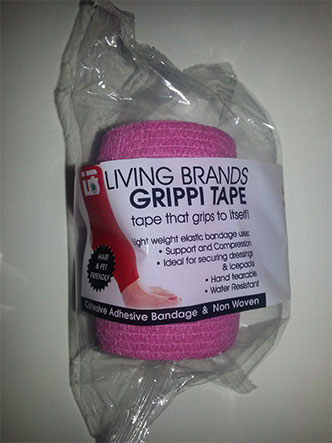 LIVING BRANDS
GRIPPI TAPE
tape that grips to itself!
light weight elastic bandage uses:
• Support and Compression
• Ideal for securing dressings
& icepacks
• Hand tearable
• Water Resistant
HAIR
& PET
FRIENDLY
Cohesive Adhesive Bandage & Non Woven